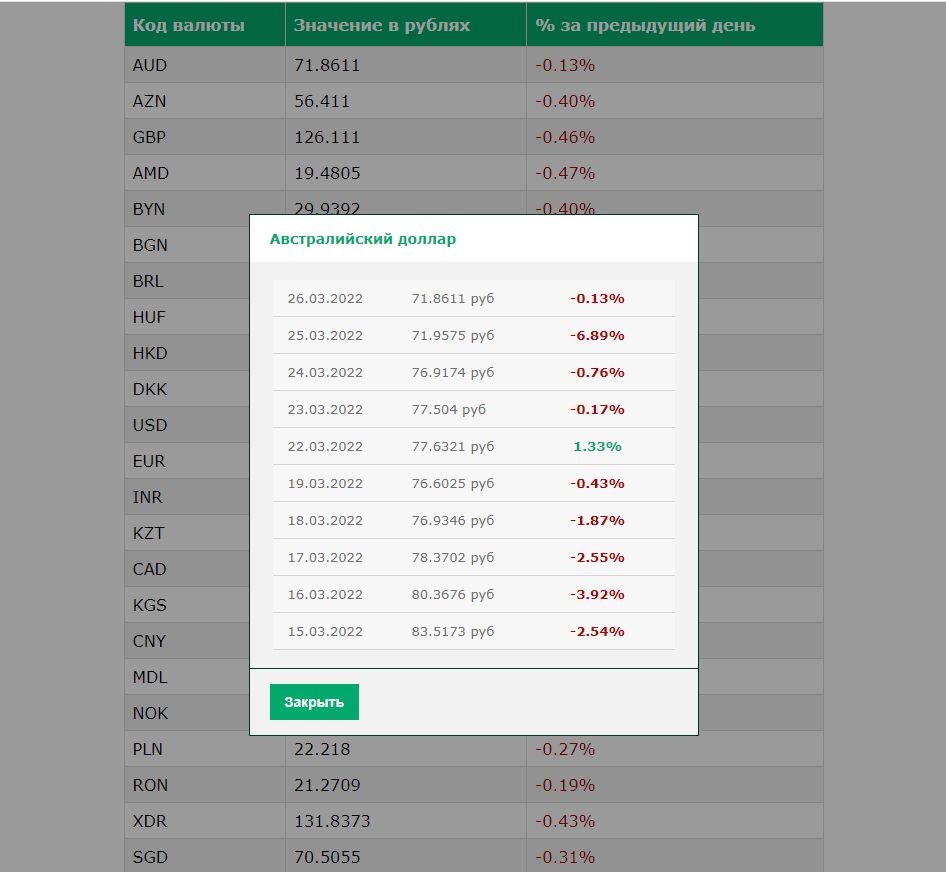 Код валюты Значение в рублях % за предыдущий день
AUD 71.8611 -0.13%
AZN 56.411 -0.40%
GBP 126.111 -0.46%
AMD 19.4805 -0.47%
BYN 29.9392 -0.40%
BGN
BRL
HUF
HKD
DKK
USD
EUR
INR
KZT
CAD
KGS
CNY
MDL
NOK
PLN 22.218 -0.27%
RON 21.2709 -0.19%
XDR 131.8373 -0.43%
SGD 70.5055 -0.31%
Австралийский доллар
26.03.2022 71.8611 руб -0.13%
25.03.2022 71.9575 руб -6.89%
24.03.2022 76.9174 руб -0.76%
23.03.2022 77.504 руб -0.17%
22.03.2022 77.6321 руб 1.33%
19.03.2022 76.6025 руб -0.43%
18.03.2022 76.9346 руб -1.87%
17.03.2022 78.3702 руб -2.55%
16.03.2022 80.3676 руб -3.92%
15.03.2022 83.5173 руб -2.54%
Закрыть